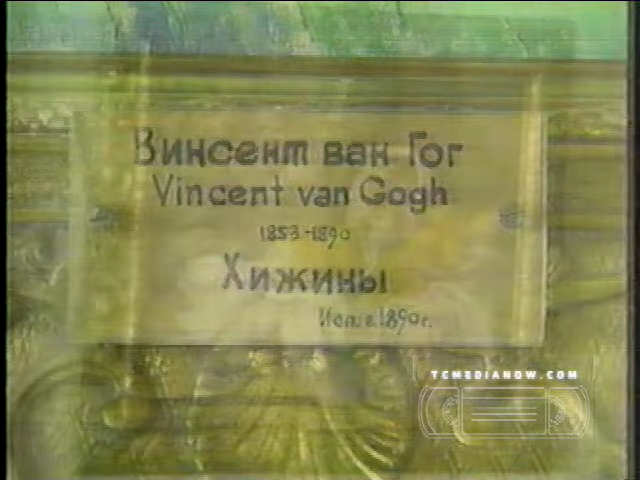 Винсент ван Гог
Vincent van Gogh
1853-1890
Хижины
1890г.
TCMEDIANOW.COM